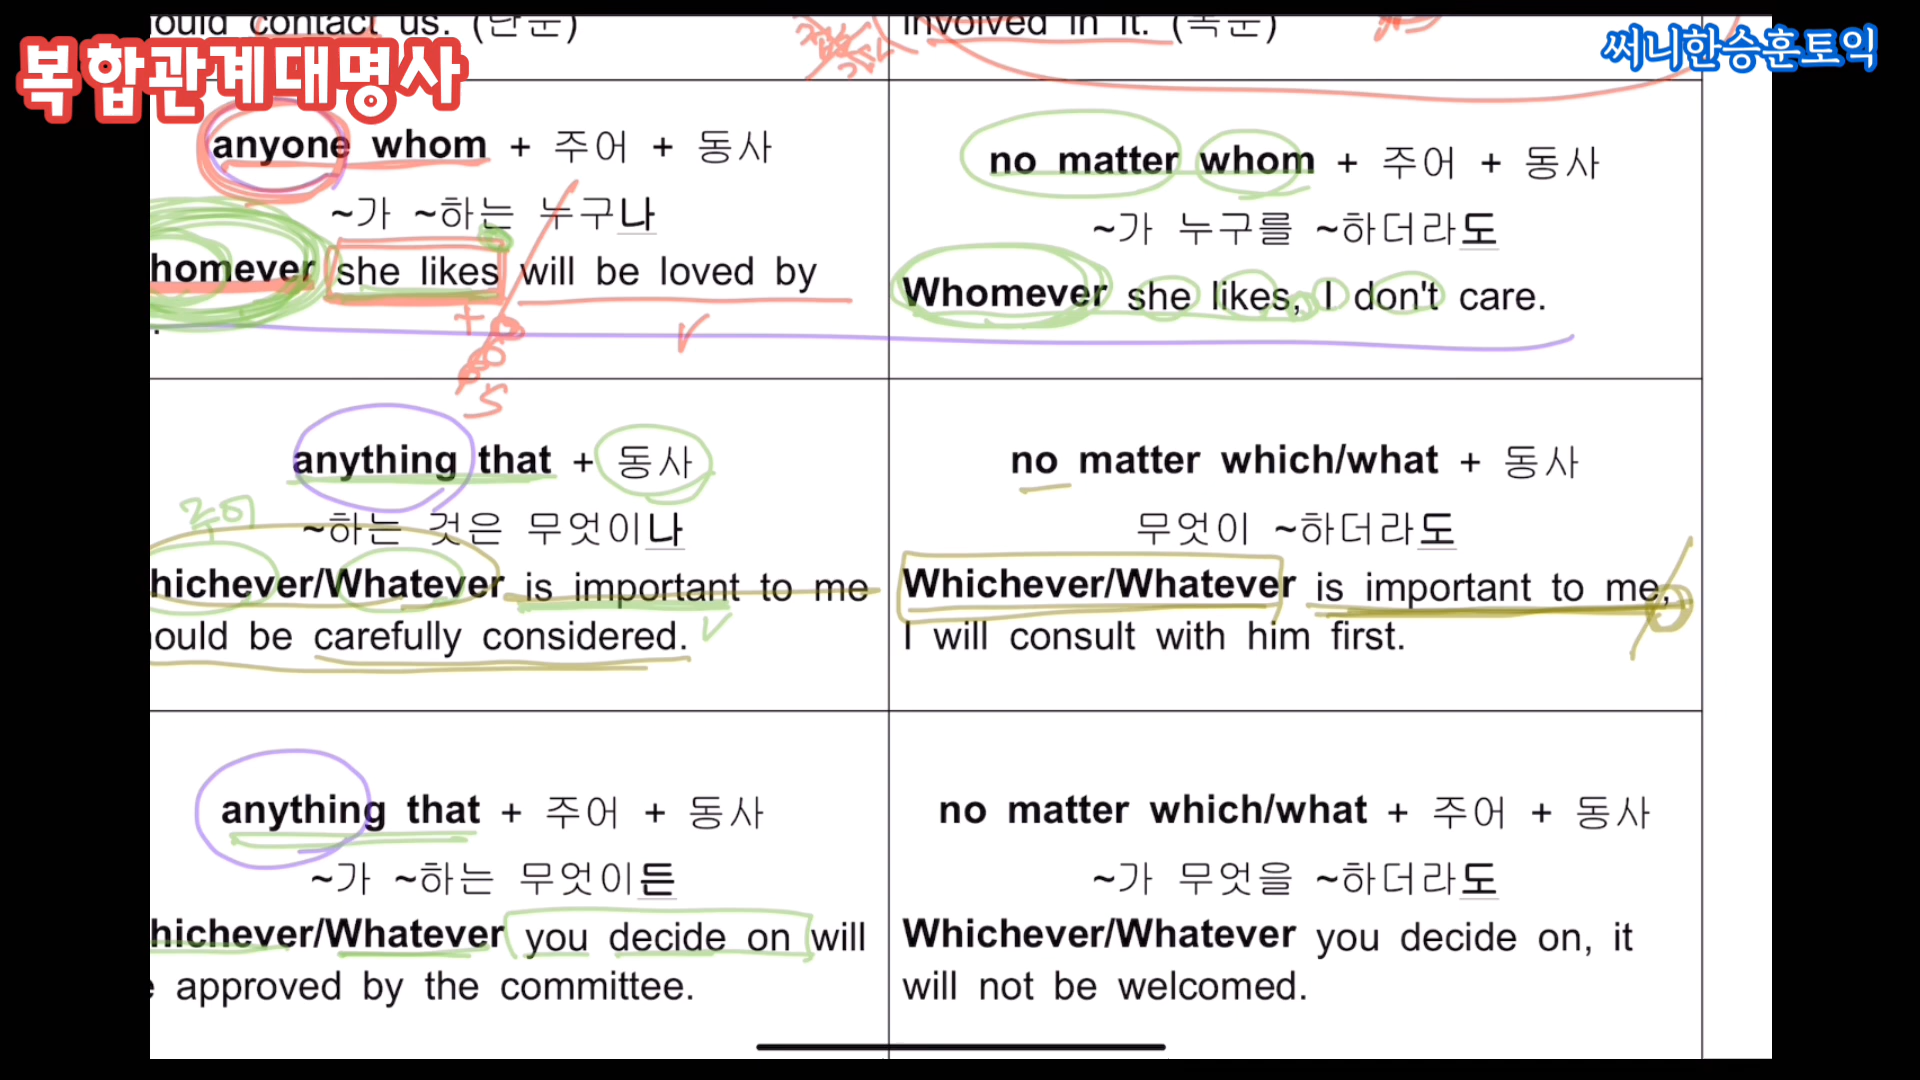 복합관계대명사
써니한승훈토익
ould contact us. (단수)
involved in it. (복수)
anyone whom + 주어 + 동사
~가 ~하는 누구나
homever she likes will be loved by
.
no matter whom + 주어 + 동사
~가 누구를 ~하더라도
Whomever she likes, I don't care.
anything that + 동사
주어
~하는 것은 무엇이나
hichever/Whatever is important to me
ould be carefully considered.
no matter which/what + 동사
무엇이 ~하더라도
Whichever/Whatever is important to me,
I will consult with him first.
anything that + 주어 + 동사
~가 ~하는 무엇이든
hichever/Whatever you decide on will
e approved by the committee.
no matter which/what + 주어 + 동사
~가 무엇을 ~하더라도
Whichever/Whatever you decide on, it
will not be welcomed.